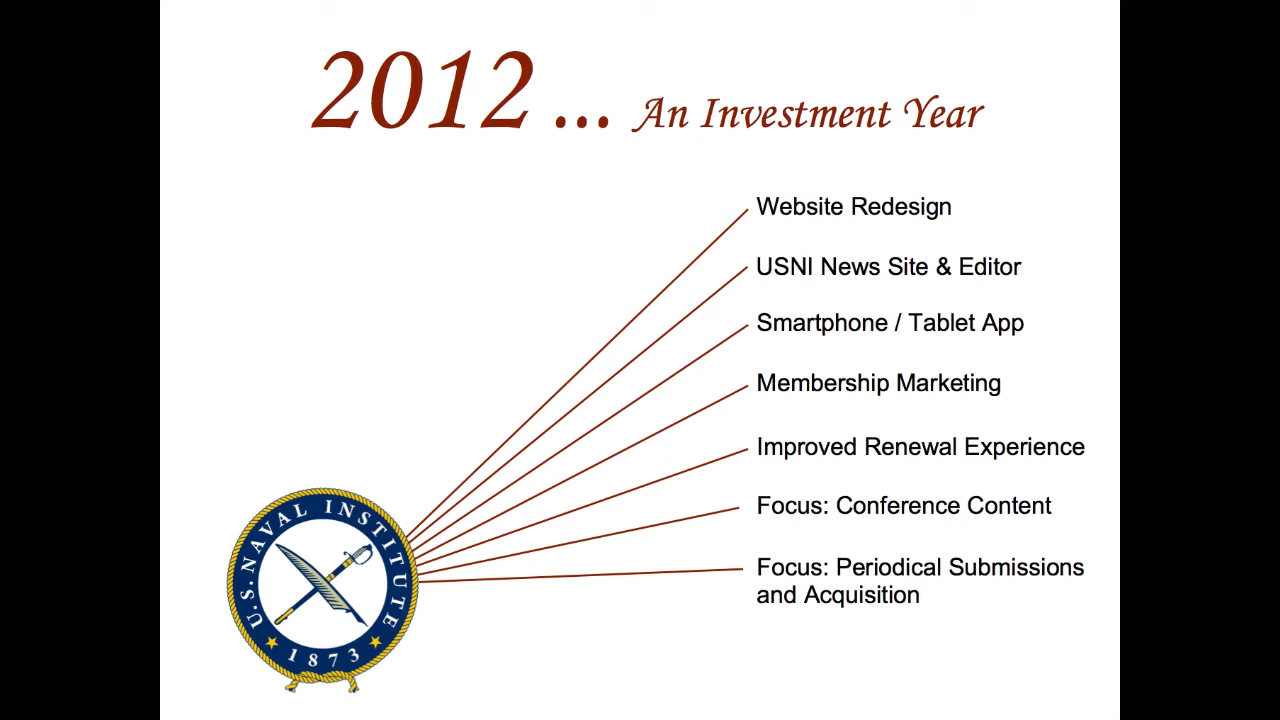 2012 ... An Investment Year
Website Redesign
USNI News Site & Editor
Smartphone / Tablet App
Membership Marketing
Improved Renewal Experience
Focus: Conference Content
Focus: Periodical Submissions
and Acquisition
U.S. NAVAL INSTITUTE
1873